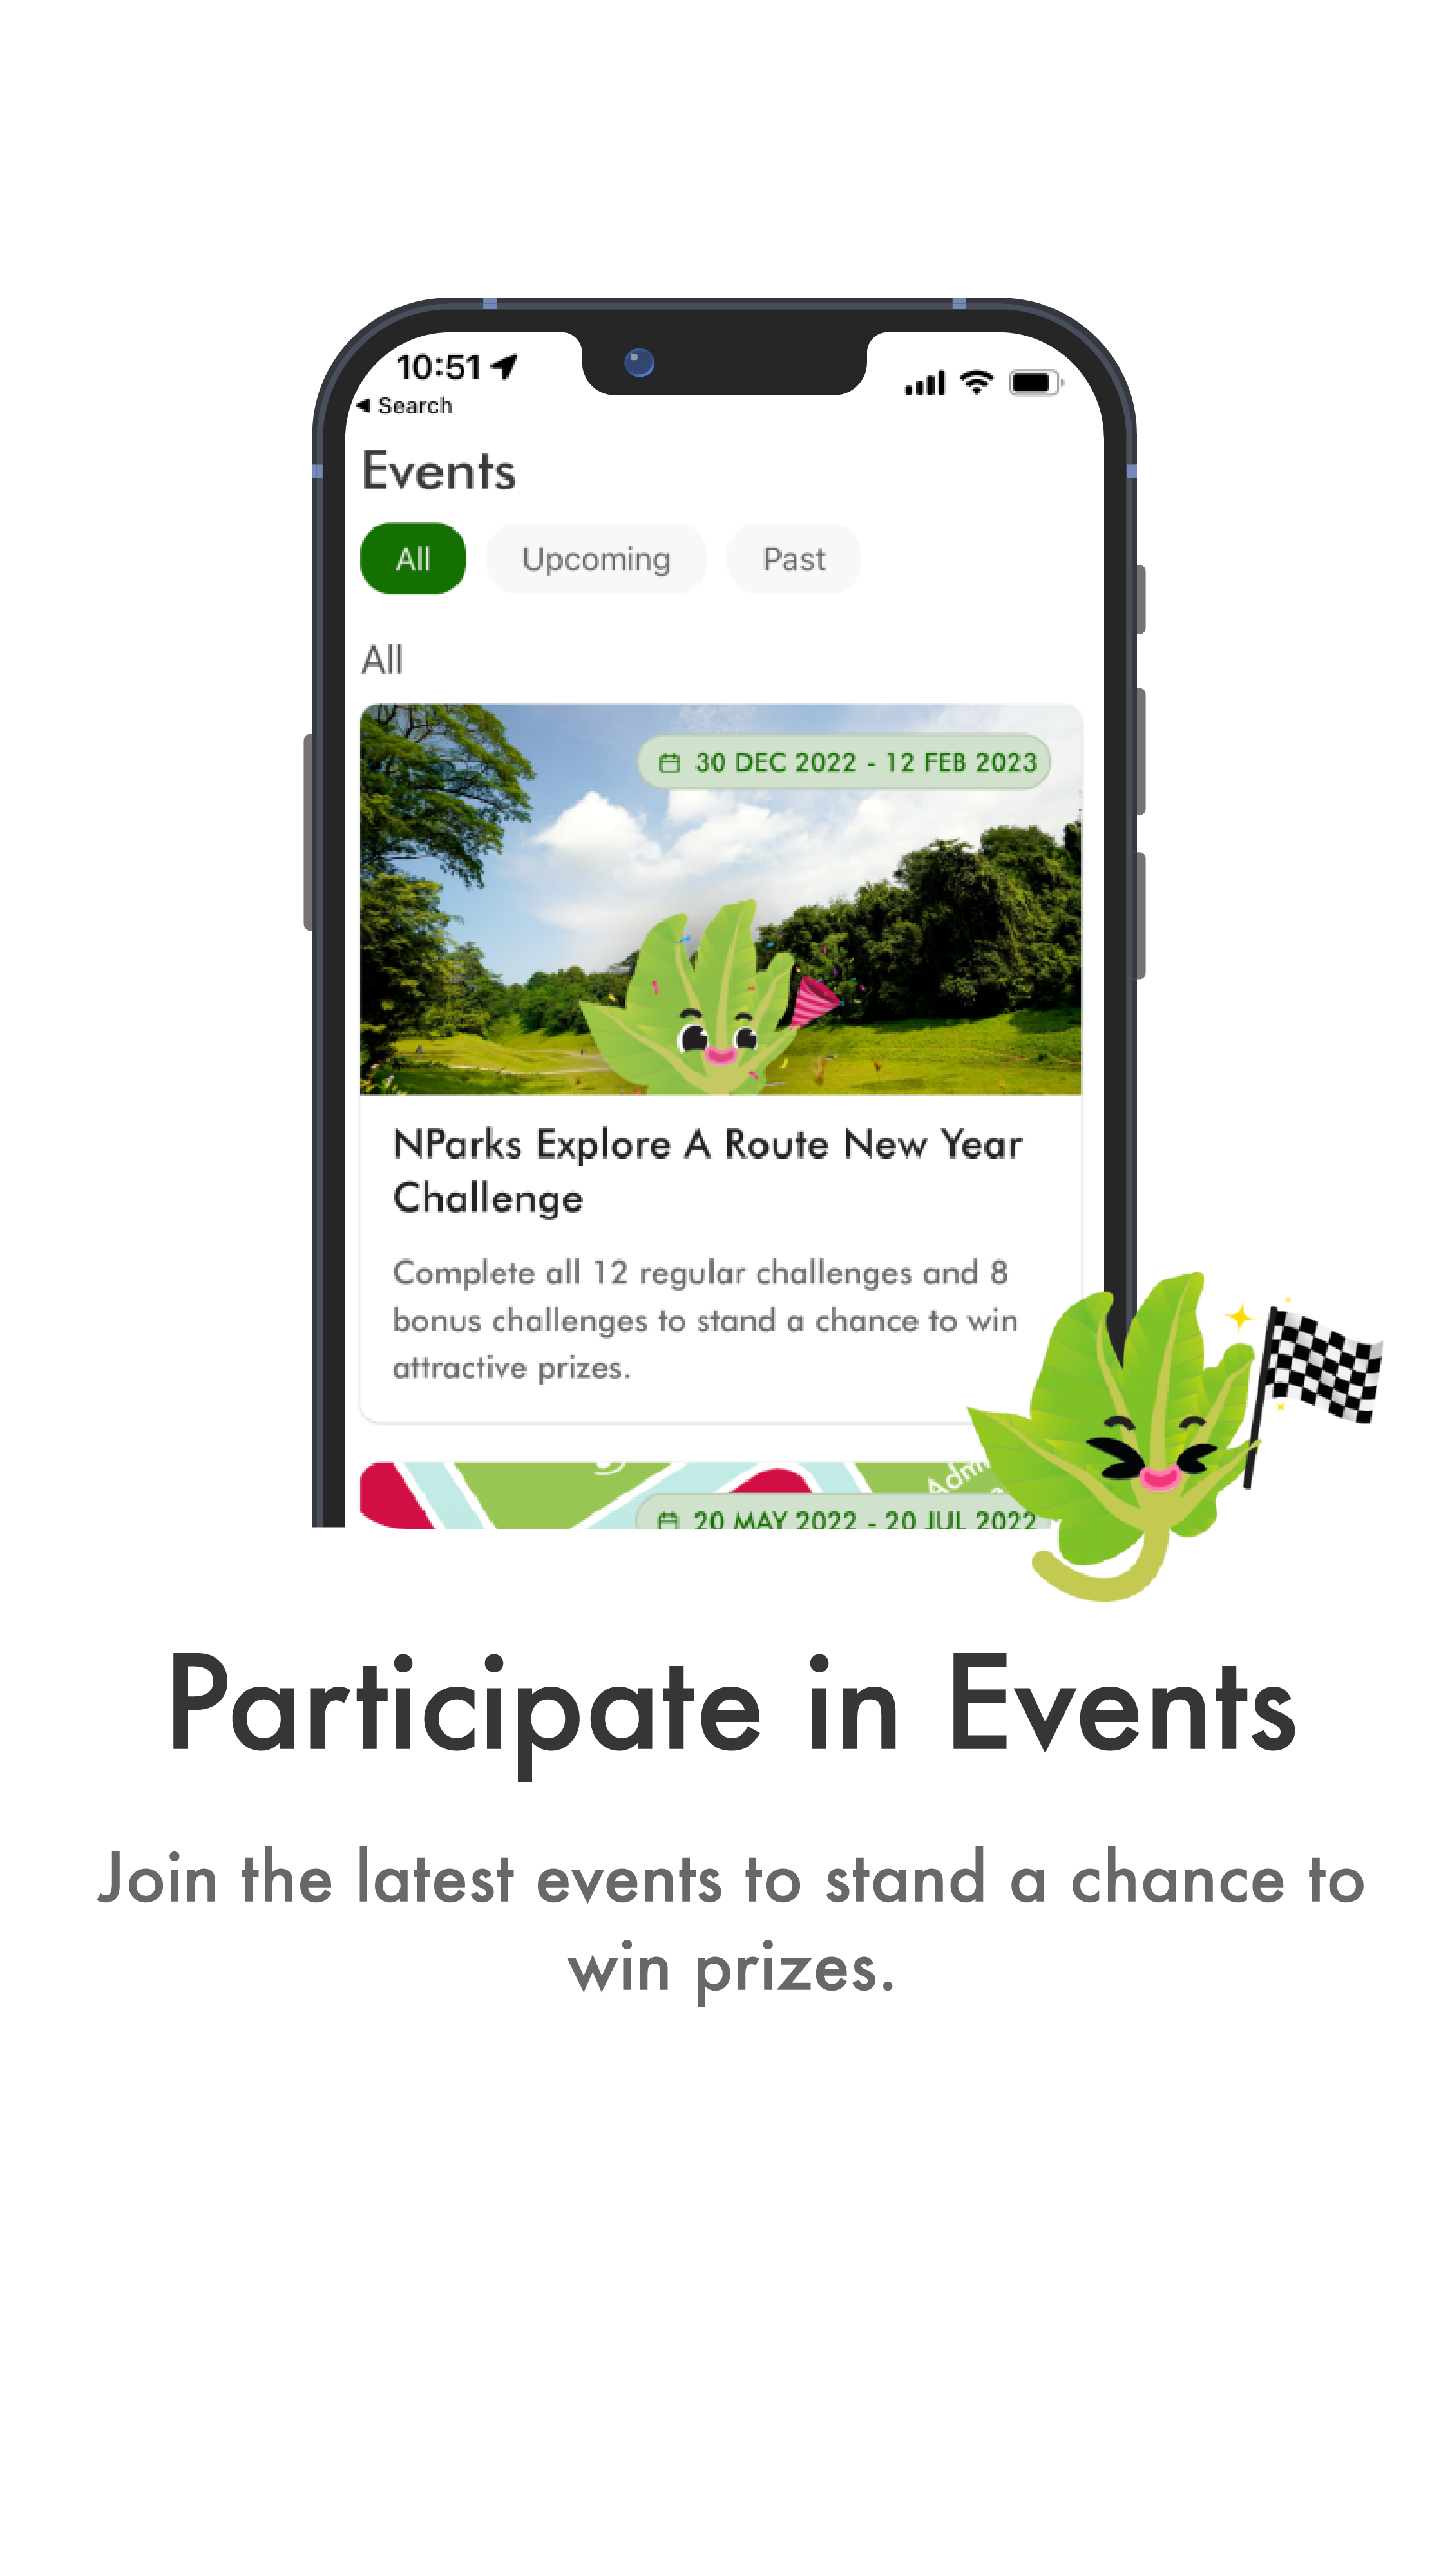 10:51
Search
Events
All
Upcoming
Past
All
30 DEC 2022 - 12 FEB 2023
NParks Explore A Route New Year
Challenge
Complete all 12 regular challenges and 8
bonus challenges to stand a chance to win
attractive prizes.
20 MAY 2022 - 20 JUL 2022
Participate in Events
Join the latest events to stand a chance to
win prizes.